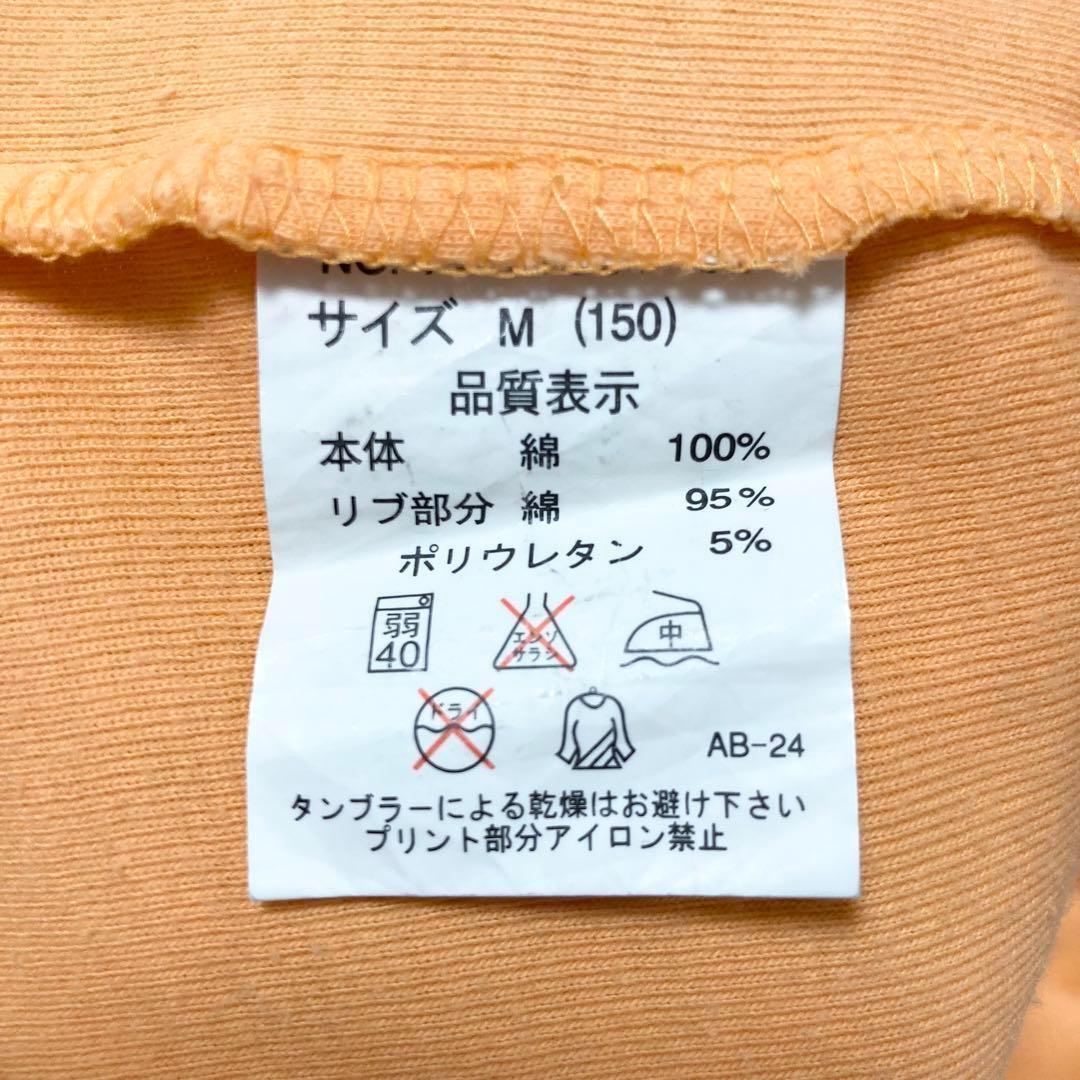 サイズ M (150)
品質表示
本体 綿 100%
リブ部分 綿 95%
ポリウレタン 5%
弱 40
エンソサラシ
中
ドライ
AB-24
タンブラーによる乾燥はお避け下さい
プリント部分アイロン禁止